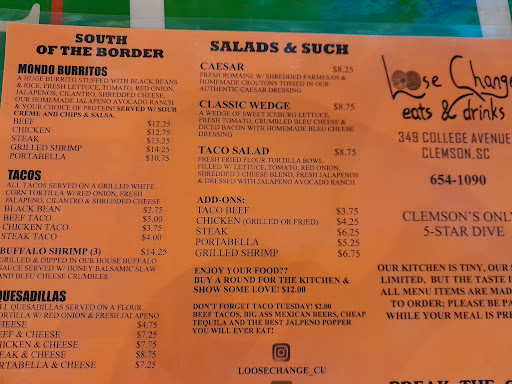 SOUTH
OF THE BORDER
MONDO BURRITOS
A HUGE BURRITO STUFFED WITH BLACK BEANS
& RICE, FRESH LETTUCE, TOMATO, RED ONION,
JALAPENOS, CILANTRO, SHREDDED CHEESE,
OUR HOMEMADE JALAPENO AVOCADO RANCH
& YOUR CHOICE OF PROTEIN! SERVED W/ SOUR
CREME AND CHIPS & SALSA.
BEEF $12.25
CHICKEN $12.75
STEAK $13.25
GRILLED SHRIMP $14.25
PORTABELLA $10.75
TACOS
ALL TACOS SERVED ON A GRILLED WHITE
CORN TORTILLA W/ RED ONION, FRESH
JALAPENO, CILANTRO & SHREDDED CHEESE
BLACK BEAN $2.75
BEEF TACO $3.00
CHICKEN TACO $3.75
STEAK TACO $4.00
BUFFALO SHRIMP (3) $14.25
GRILLED & DIPPED IN OUR HOUSE BUFFALO
SAUCE SERVED W/ HONEY BALSAMIC SLAW
AND BLEU CHEESE CRUMBLES
QUESADILLAS
ALL QUESADILLAS SERVED ON A FLOUR
TORTILLA W/ RED ONION & FRESH JALAPENO
CHEESE $4.75
BEEF & CHEESE $7.25
CHICKEN & CHEESE $7.75
STEAK & CHEESE $8.75
PORTABELLA & CHEESE $7.25
SALADS & SUCH
CAESAR $8.25
FRESH ROMAINE W/ SHREDDED PARMESAN &
HOMEMADE CROUTONS TOSSED IN OUR
AUTHENTIC CAESAR DRESSING
CLASSIC WEDGE $8.75
A WEDGE OF SWEET ICEBURG LETTUCE,
FRESH TOMATO, CRUMBLED BLEU CHEESE &
DICED BACON WITH HOMEMADE BLEU CHEESE
DRESSING
TACO SALAD $8.75
FRESH FRIED FLOUR TORTILLA BOWL
FILLED W/ LETTUCE, TOMATO, RED ONION,
SHREDDED 3 CHEESE BLEND, FRESH JALAPENOS
& DRESSED WITH JALAPENO AVOCADO RANCH
ADD-ONS:
TACO BEEF $3.75
CHICKEN (GRILLED OR FRIED) $4.25
STEAK $6.25
PORTABELLA $5.25
GRILLED SHRIMP $6.75
ENJOY YOUR FOOD??
BUY A ROUND FOR THE KITCHEN &
SHOW SOME LOVE! $12.00
DON'T FORGET TACO TUESDAY! $2.00
BEEF TACOS, BIG ASS MEXICAN BEERS, CHEAP
TEQUILA AND THE BEST JALPENO POPPER
YOU WILL EVER EAT!
LOOSECHANGE_CU
Loose Change
eats & drinks
349 COLLEGE AVENUE
CLEMSON, SC
654-1090
CLEMSON'S ONLY
5-STAR DIVE
OUR KITCHEN IS TINY, OUR
LIMITED, BUT THE TASTE
ALL MENU ITEMS ARE MAD
TO ORDER; PLEASE BE PA
WHILE YOUR MEAL IS PRE